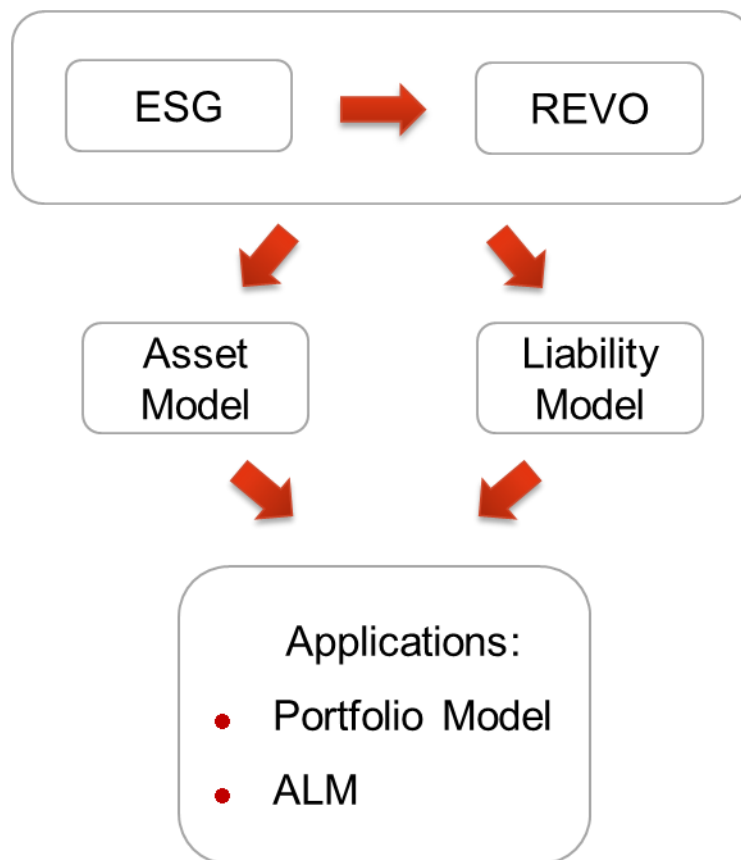 ESG
REVO
Asset
Model
Liability
Model
Applications:
Portfolio Model
ALM